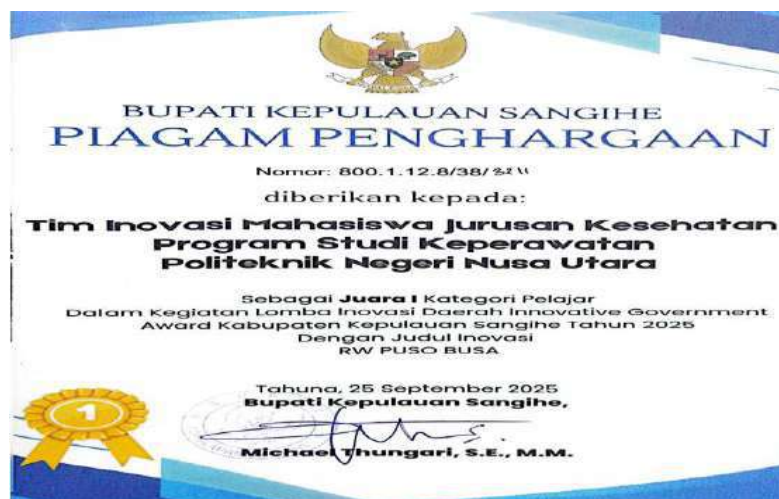 BUPATI KEPULAUAN SANGIHE
PIAGAM PENGHARGAAN
Nomor: 800.1.12.8/38/
diberikan kepada:
Tim Inovasi Mahasiswa Jurusan Kesehatan
Program Studi Keperawatan
Politeknik Negeri Nusa Utara
Sebagai Juara I Kategori Pelajar
Dalam Kegiatan Lomba Inovasi Daerah Innovative Government
Award Kabupaten Kepulauan Sangihe Tahun 2025
Dengan Judul Inovasi
RW PUSO BUSA
Tahuna, 25 September 2025
Bupati Kepulauan Sangihe,
1
Michael Thungari, S.E., M.M.